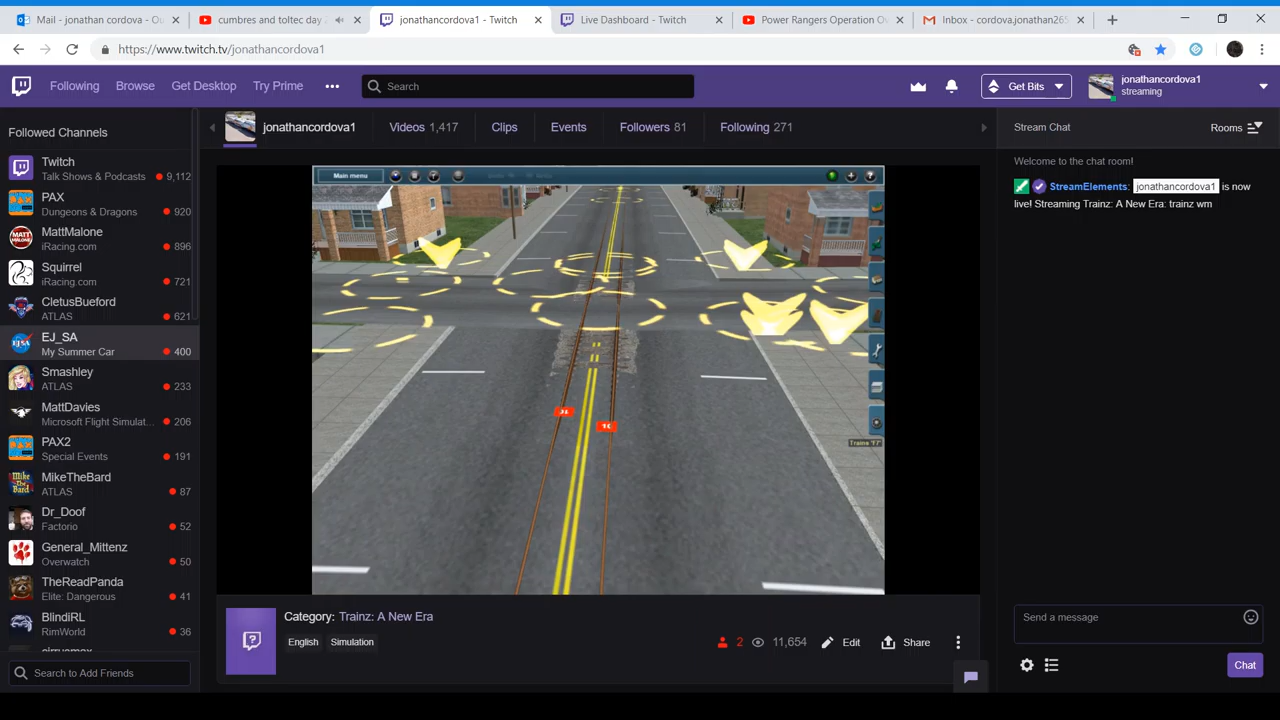 Mail - jonathan cordova - Ou
cumbres and toltec day
jonathancordova1 - Twitch
Live Dashboard - Twitch
Power Rangers Operation Ov
Inbox - cordova.jonathan265
https://www.twitch.tv/jonathancordova1
Following
Browse
Get Desktop
Try Prime
Search
Get Bits
jonathancordova1
streaming
Followed Channels
Twitch
Talk Shows & Podcasts 9,112
PAX
Dungeons & Dragons 920
MattMalone
iRacing.com 896
Squirrel
iRacing.com 721
CletusBueford
ATLAS 621
EJ_SA
My Summer Car 400
Smashley
ATLAS 233
MattDavies
Microsoft Flight Simulat... 206
PAX2
Special Events 191
MikeTheBard
ATLAS 87
Dr_Doof
Factorio 52
General_Mittenz
Overwatch 50
TheReadPanda
Elite: Dangerous 41
BlindiRL
RimWorld 36
Search to Add Friends
jonathancordova1
Videos 1,417
Clips
Events
Followers 81
Following 271
Main menu
Trains 'F7'
Category: Trainz: A New Era
English
Simulation
2
11,654
Edit
Share
Stream Chat
Rooms
Welcome to the chat room!
StreamElements: jonathancordova1 is now
live! Streaming Trainz: A New Era: trainz wm
Send a message
Chat